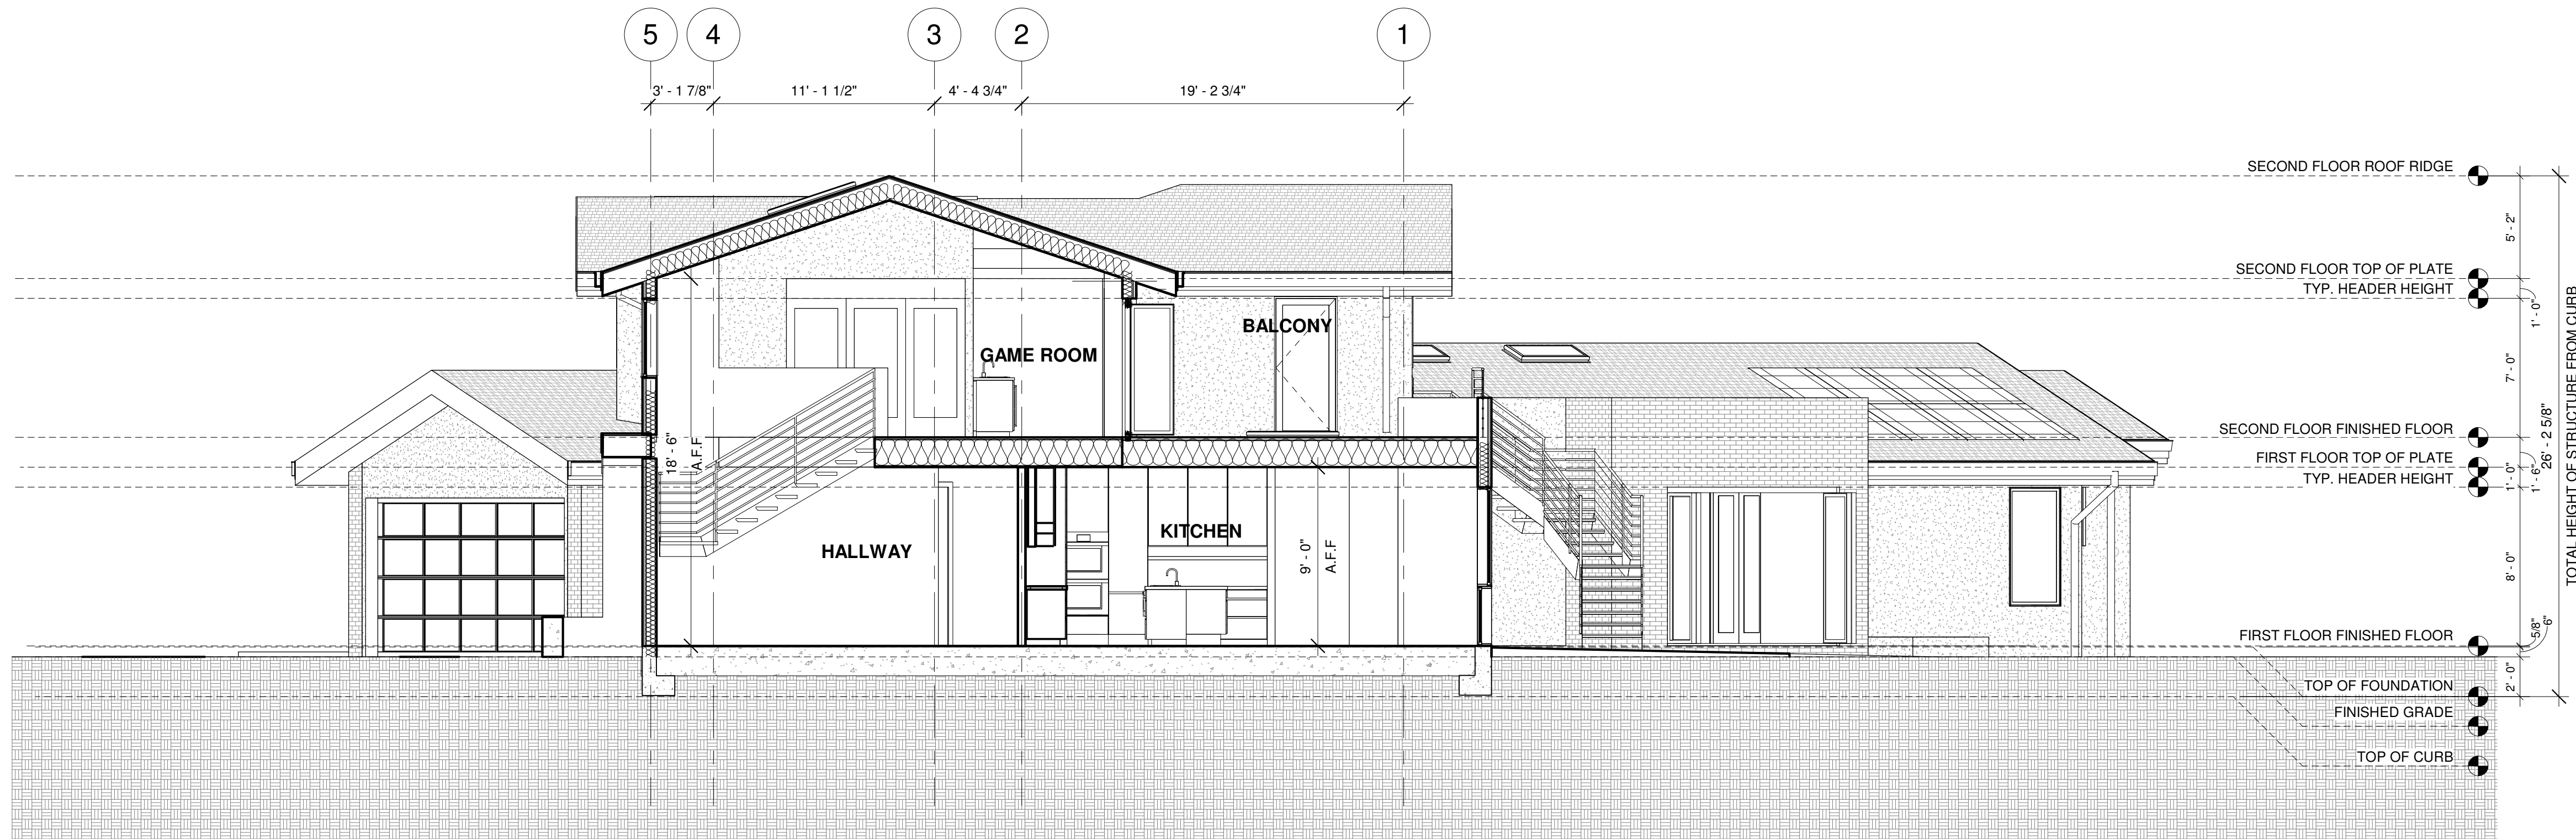 5
4
3
2
1
3' - 1 7/8"
11' - 1 1/2"
4' - 4 3/4"
19' - 2 3/4"
SECOND FLOOR ROOF RIDGE
5' - 2"
SECOND FLOOR TOP OF PLATE
TYP. HEADER HEIGHT
1' - 0"
BALCONY
GAME ROOM
7' - 0"
TOTAL HEIGHT OF STRUCTURE FROM CURB
26' - 2 5/8"
SECOND FLOOR FINISHED FLOOR
18' - 6"
A.F.F
FIRST FLOOR TOP OF PLATE
1' - 6"
1' - 0"
TYP. HEADER HEIGHT
KITCHEN
HALLWAY
9' - 0"
A.F.F
8' - 0"
FIRST FLOOR FINISHED FLOOR
5/8"
6"
2' - 0"
TOP OF FOUNDATION
FINISHED GRADE
TOP OF CURB